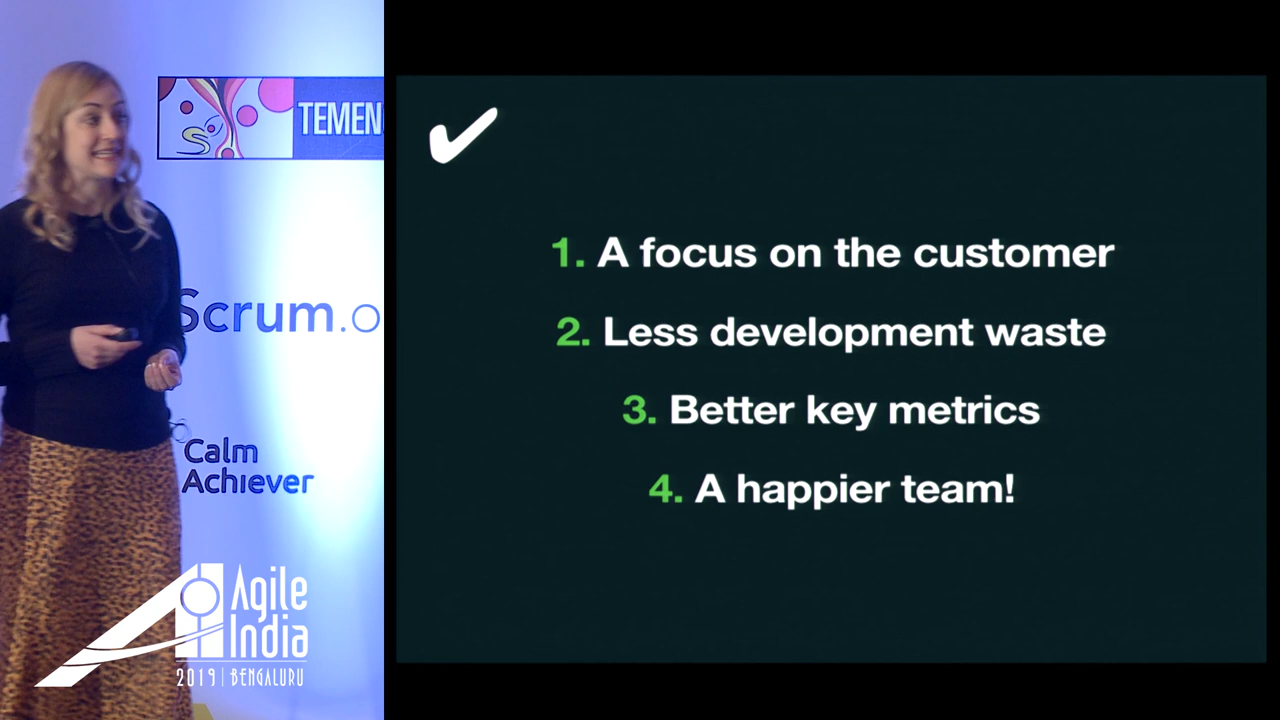 TEMEN
Scrum.o
Calm
Achiever
Agile
India
2019 | BENGALURU
✔
1. A focus on the customer
2. Less development waste
3. Better key metrics
4. A happier team!